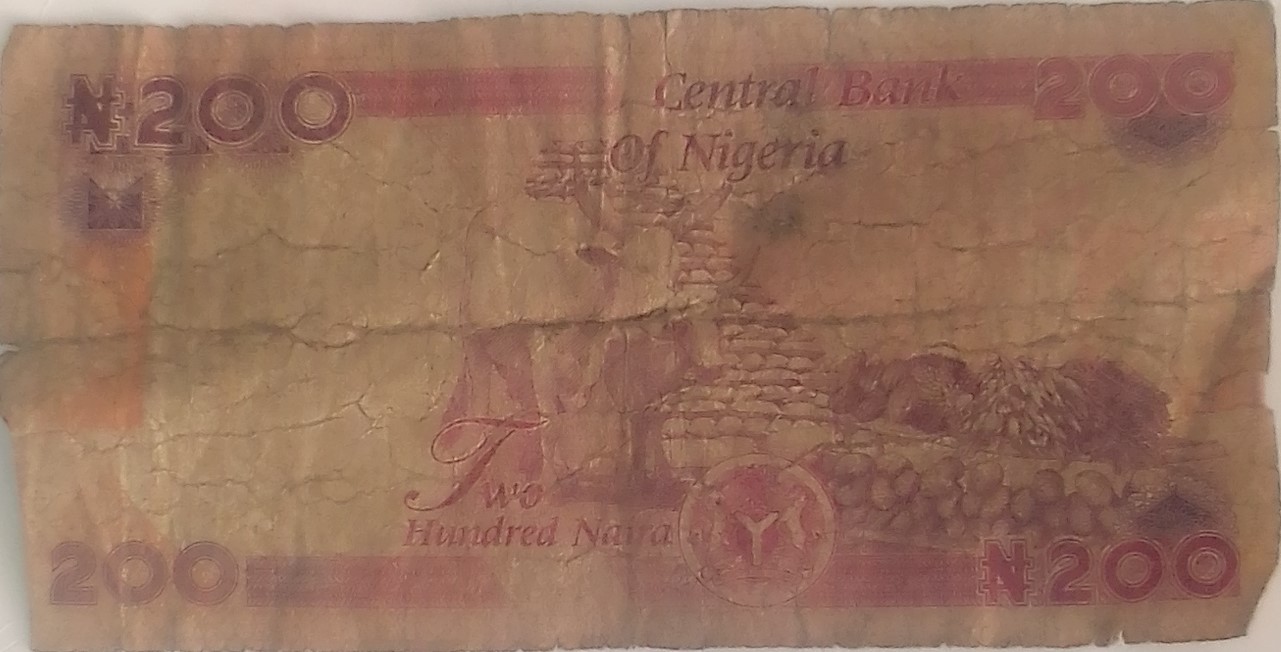 ₦200
Central Bank 200
Of Nigeria
Two
Hundred Naira
200
₦200